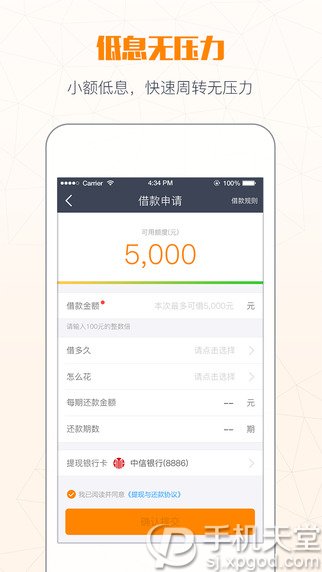 低息无压力
小额低息，快速周转无压力
Carrier 4:34 PM 100%
借款申请 借款规则
可用额度(元)
5,000
借款金额 本次最多可借5,000元 元
请输入100元的整数倍
借多久 请点击选择
怎么花 请点击选择
每期还款金额 -- 元
还款期数 -- 期
提现银行卡 中信银行(8886)
我已阅读并同意《提现与还款协议》
确认提交
手机天堂
sj.xpgod.com